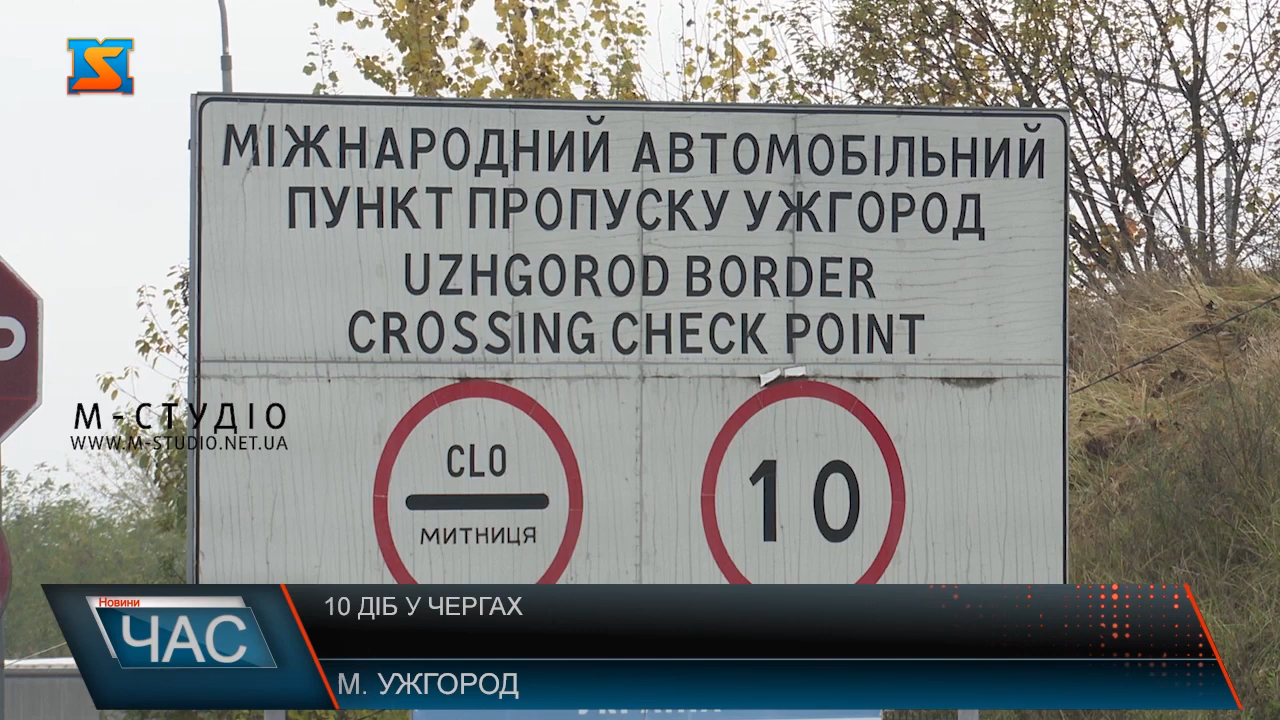 МІЖНАРОДНИЙ АВТОМОБІЛЬНИЙ
ПУНКТ ПРОПУСКУ УЖГОРОД
UZHGOROD BORDER
CROSSING CHECK POINT
CLO
МИТНИЦЯ
10
М-СТУДІО
WWW.M-STUDIO.NET.UA
Новини
ЧАС
10 ДІБ У ЧЕРГАХ
М. УЖГОРОД